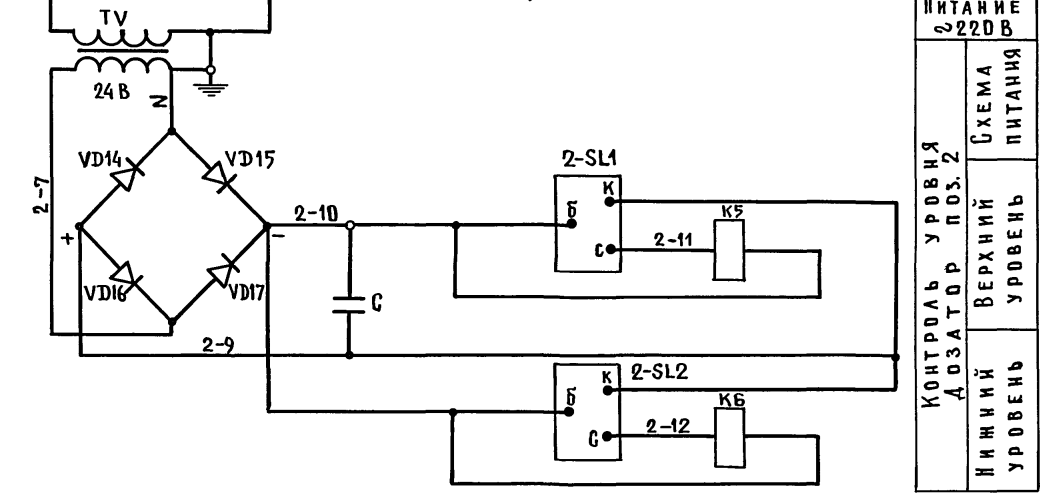 TV
24 В
N
VD14
VD15
2-7
+
-
VD16
VD17
2-10
C
2-9
2-SL1
К
Б
С
2-11
К5
2-SL2
К
Б
С
2-12
К6
ПИТАНИЕ
~220В
КОНТРОЛЬ УРОВНЯ
ДОЗАТОР ПОЗ. 2
СХЕМА
ПИТАНИЯ
ВЕРХНИЙ
УРОВЕНЬ
НИЖНИЙ
УРОВЕНЬ